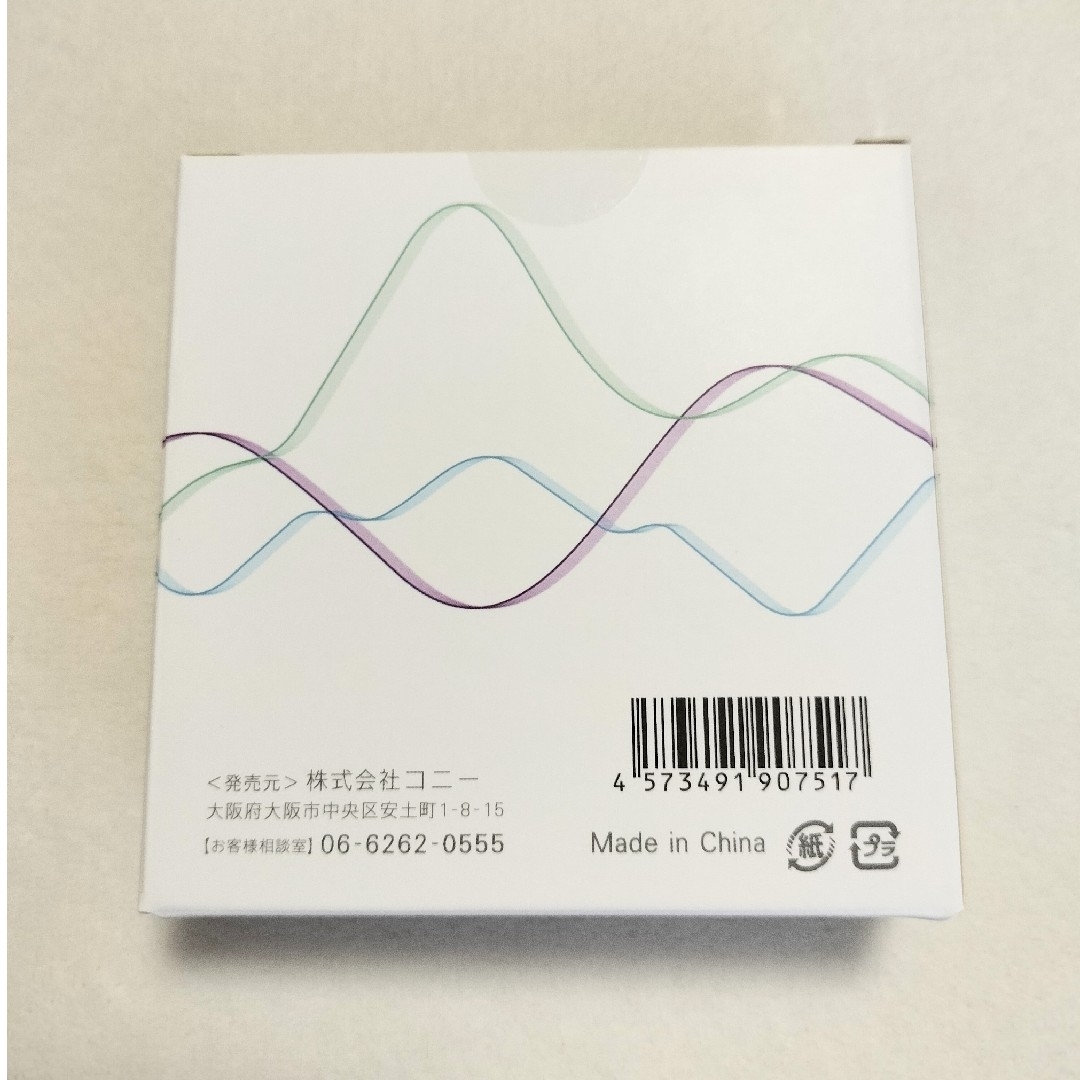 4 573491 907517
<発売元> 株式会社コニー
大阪府大阪市中央区安土町1-8-15
【お客様相談室】06-6262-0555
Made in China 紙 プラ